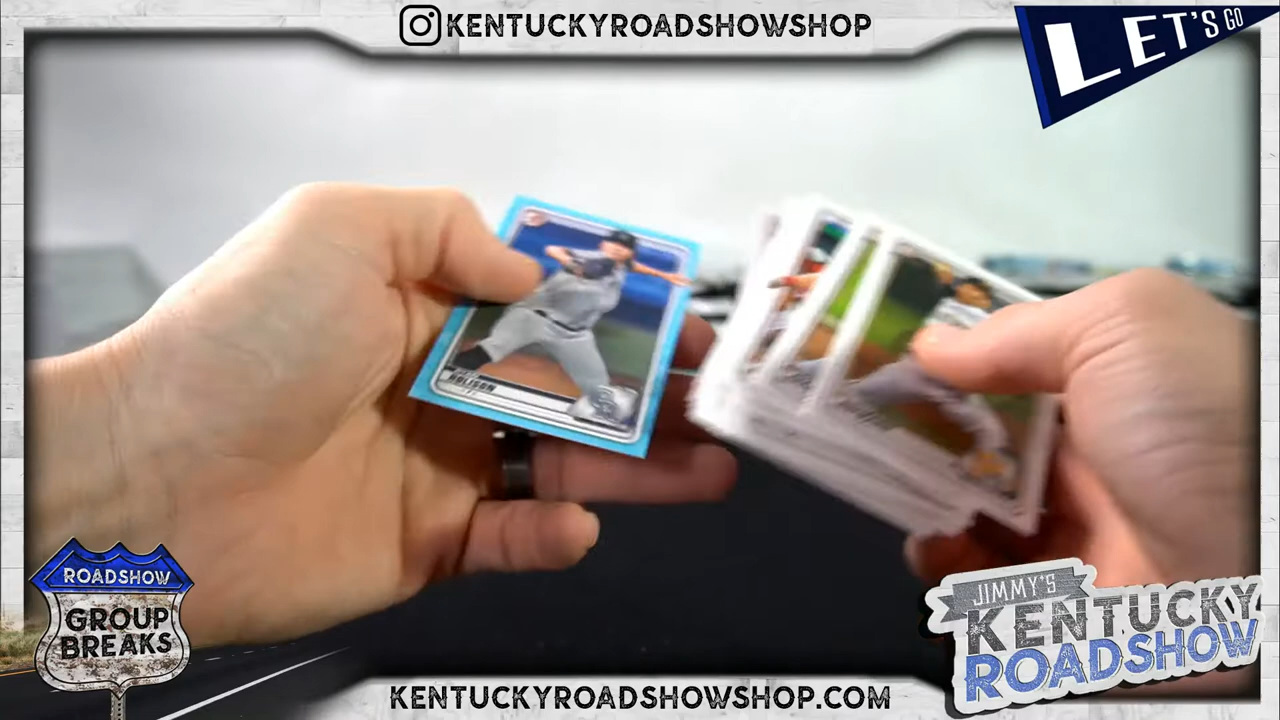 KENTUCKYROADSHOWSHOP
LET'S GO
ROADSHOW
GROUP
BREAKS
JIMMY'S
KENTUCKY
ROADSHOW
KENTUCKYROADSHOWSHOP.COM